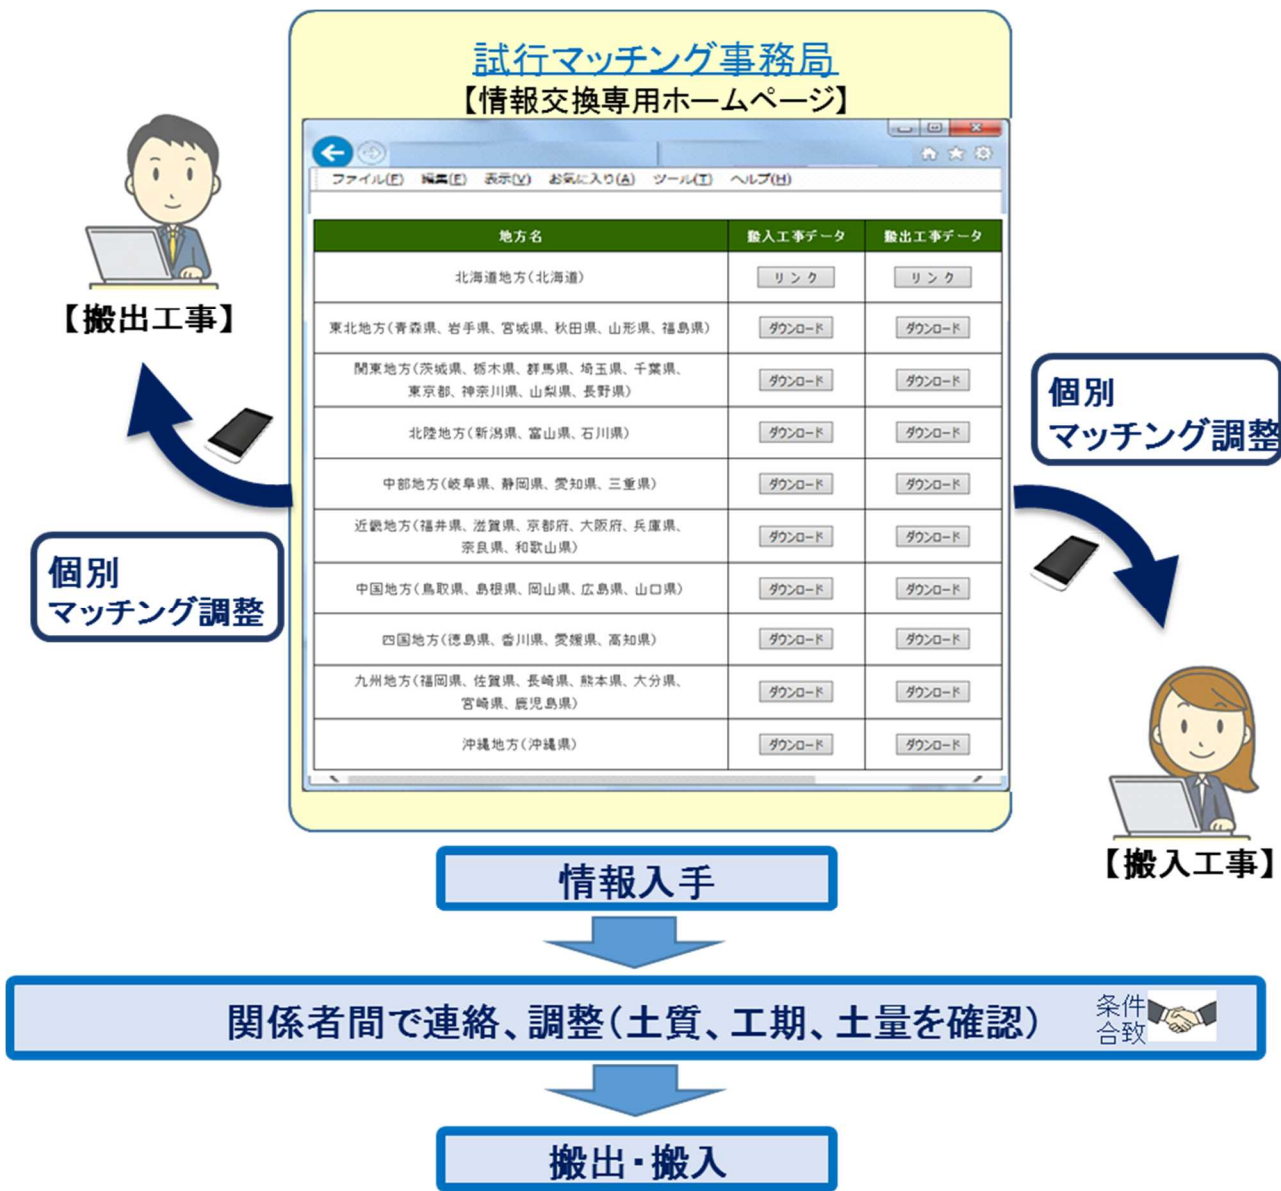 試行マッチング事務局
【情報交換専用ホームページ】
ファイル(F) 編集(E) 表示(V) お気に入り(A) ツール(T) ヘルプ(H)
地方名 搬入工事データ 搬出工事データ
北海道地方(北海道) リンク リンク
東北地方(青森県、岩手県、宮城県、秋田県、山形県、福島県) ダウンロード ダウンロード
関東地方(茨城県、栃木県、群馬県、埼玉県、千葉県、
東京都、神奈川県、山梨県、長野県) ダウンロード ダウンロード
北陸地方(新潟県、富山県、石川県) ダウンロード ダウンロード
中部地方(岐阜県、静岡県、愛知県、三重県) ダウンロード ダウンロード
近畿地方(福井県、滋賀県、京都府、大阪府、兵庫県、
奈良県、和歌山県) ダウンロード ダウンロード
中国地方(鳥取県、島根県、岡山県、広島県、山口県) ダウンロード ダウンロード
四国地方(徳島県、香川県、愛媛県、高知県) ダウンロード ダウンロード
九州地方(福岡県、佐賀県、長崎県、熊本県、大分県、
宮崎県、鹿児島県) ダウンロード ダウンロード
沖縄地方(沖縄県) ダウンロード ダウンロード
【搬出工事】
個別
マッチング調整
個別
マッチング調整
【搬入工事】
情報入手
関係者間で連絡、調整(土質、工期、土量を確認)
条件
合致
搬出・搬入